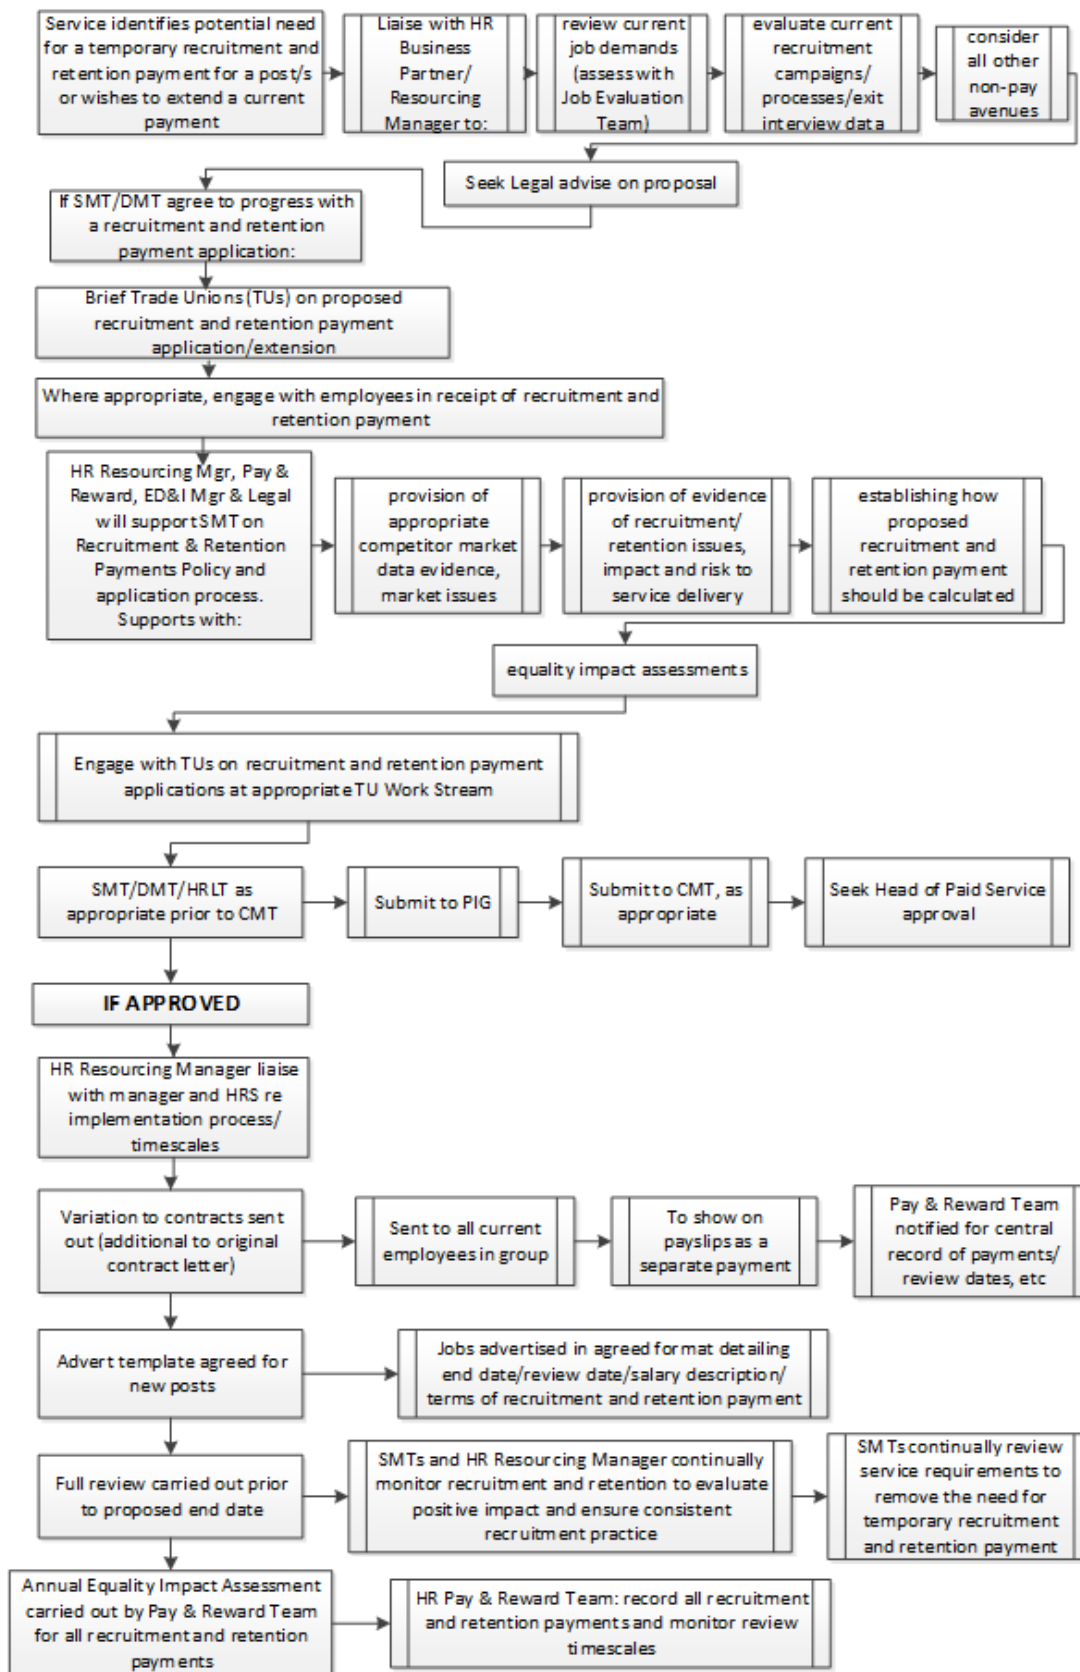 Service identifies potential need
for a temporary recruitment and
retention payment for a post/s
or wishes to extend a current
payment
Liaise with HR
Business
Partner/
Resourcing
Manager to:
review current
job demands
(assess with
Job Evaluation
Team)
evaluate current
recruitment
campaigns/
processes/exit
interview data
consider
all other
non-pay
avenues
Seek Legal advise on proposal
If SMT/DMT agree to progress with
a recruitment and retention
payment application:
Brief Trade Unions (TUs) on proposed
recruitment and retention payment
application/extension
Where appropriate, engage with employees in receipt of recruitment and
retention payment
HR Resourcing Mgr, Pay &
Reward, ED&I Mgr & Legal
will support SMT on
Recruitment & Retention
Payments Policy and
application process.
Supports with:
provision of
appropriate
competitor market
data evidence,
market issues
provision of evidence
of recruitment/
retention issues,
impact and risk to
service delivery
establishing how
proposed
recruitment and
retention payment
should be calculated
equality impact assessments
Engage with TUs on recruitment and retention payment
applications at appropriate TU Work Stream
SMT/DMT/HRLT as
appropriate prior to CMT
Submit to PIG
Submit to CMT, as
appropriate
Seek Head of Paid Service
approval
IF APPROVED
HR Resourcing Manager liaise
with manager and HRS re
implementation process/
timescales
Variation to contracts sent
out (additional to original
contract letter)
Sent to all current
employees in group
To show on
payslips as a
separate payment
Pay & Reward Team
notified for central
record of payments/
review dates, etc
Advert template agreed for
new posts
Jobs advertised in agreed format detailing
end date/review date/salary description/
terms of recruitment and retention payment
Full review carried out prior
to proposed end date
SMTs and HR Resourcing Manager continually
monitor recruitment and retention to evaluate
positive impact and ensure consistent
recruitment practice
SMTs continually review
service requirements to
remove the need for
temporary recruitment
and retention payment
Annual Equality Impact Assessment
carried out by Pay & Reward Team
for all recruitment and retention
payments
HR Pay & Reward Team: record all recruitment
and retention payments and monitor review
timescales